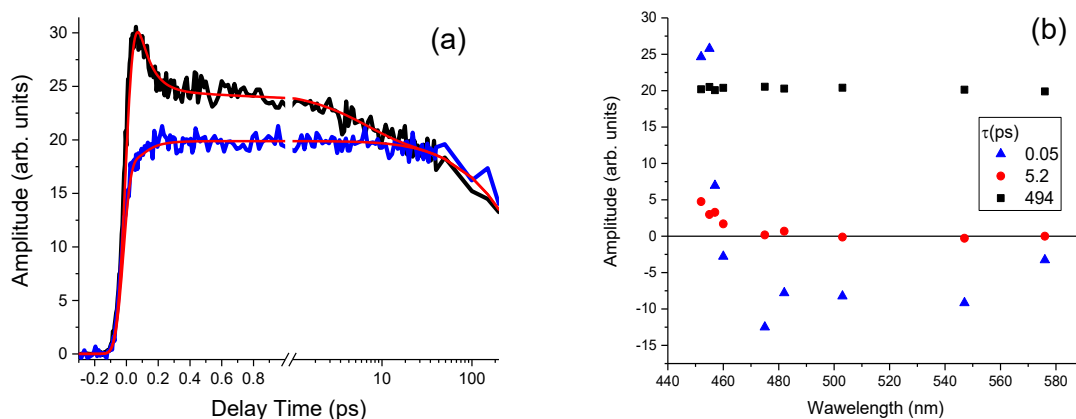 (a)
Amplitude (arb. units)
30
25
20
15
10
5
0
-0.2 0.0 0.2 0.4 0.6 0.8 10 100
Delay Time (ps)
(b)
Amplitude (arb. units)
30
25
20
15
10
5
0
-5
-10
-15
τ(ps)
0.05
5.2
494
440 460 480 500 520 540 560 580
Wawelength (nm)